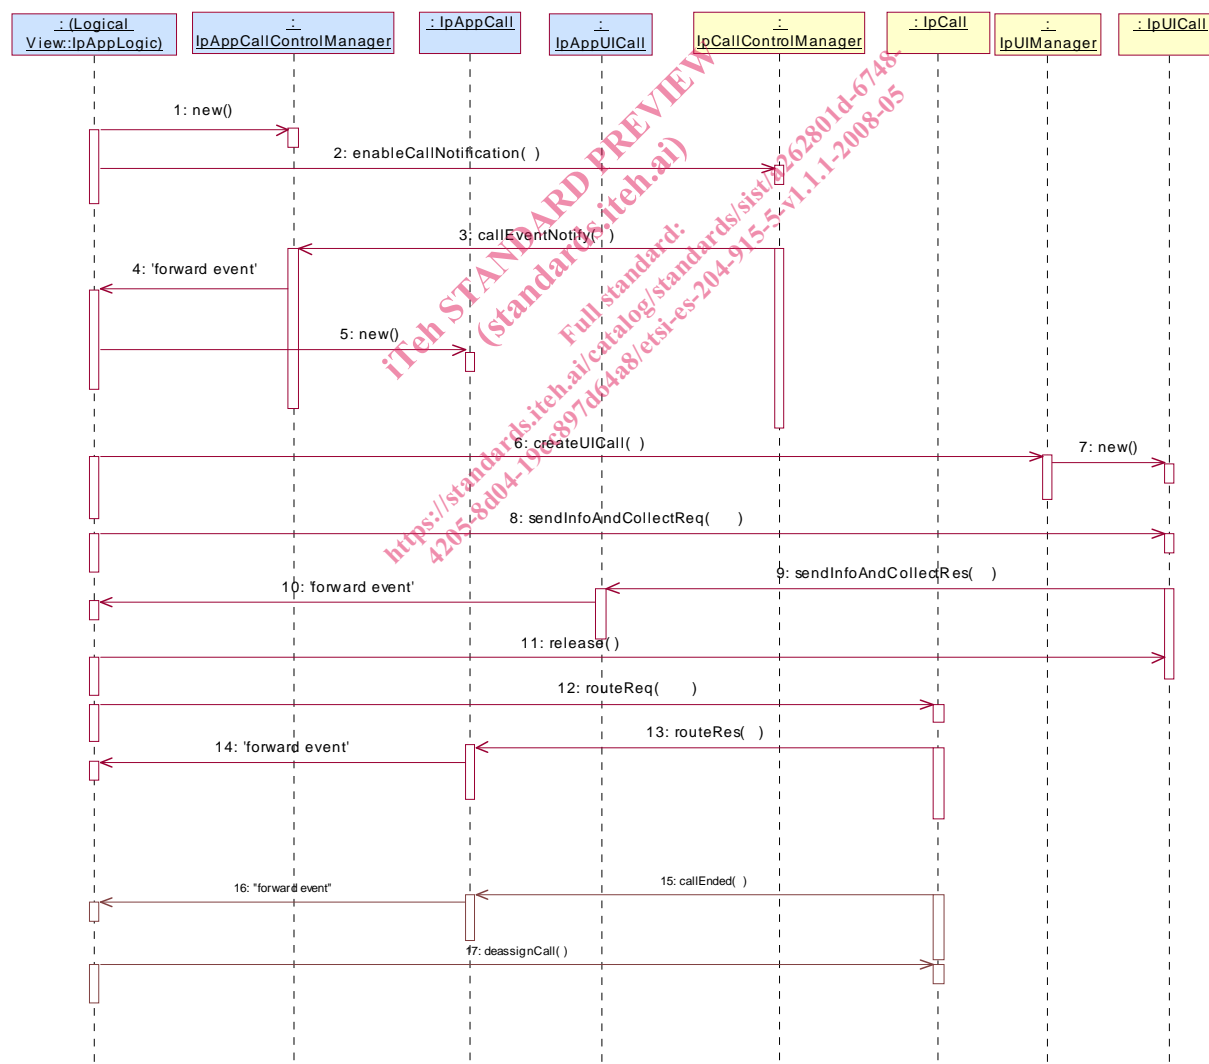 : (Logical
View::IpAppLogic)
:
IpAppCallControlManager
: IpAppCall
:
IpAppUICall
:
IpCallControlManager
: IpCall
:
IpUIManager
: IpUICall
1: new()
2: enableCallNotification( )
3: callEventNotify( )
4: 'forward event'
5: new()
6: createUICall( )
7: new()
8: sendInfoAndCollectReq( )
9: sendInfoAndCollectRes( )
10: 'forward event'
11: release( )
12: routeReq( )
13: routeRes( )
14: 'forward event'
15: callEnded( )
16: "forward event"
17: deassignCall( )
iTeh STANDARD PREVIEW
(standards.iteh.ai)
Full standard:
https://standards.iteh.ai/catalog/standards/sist/a262801d-6748-
4205-8d04-19cc897d64a8/etsi-es-204-915-5-v1.1.1-2008-05